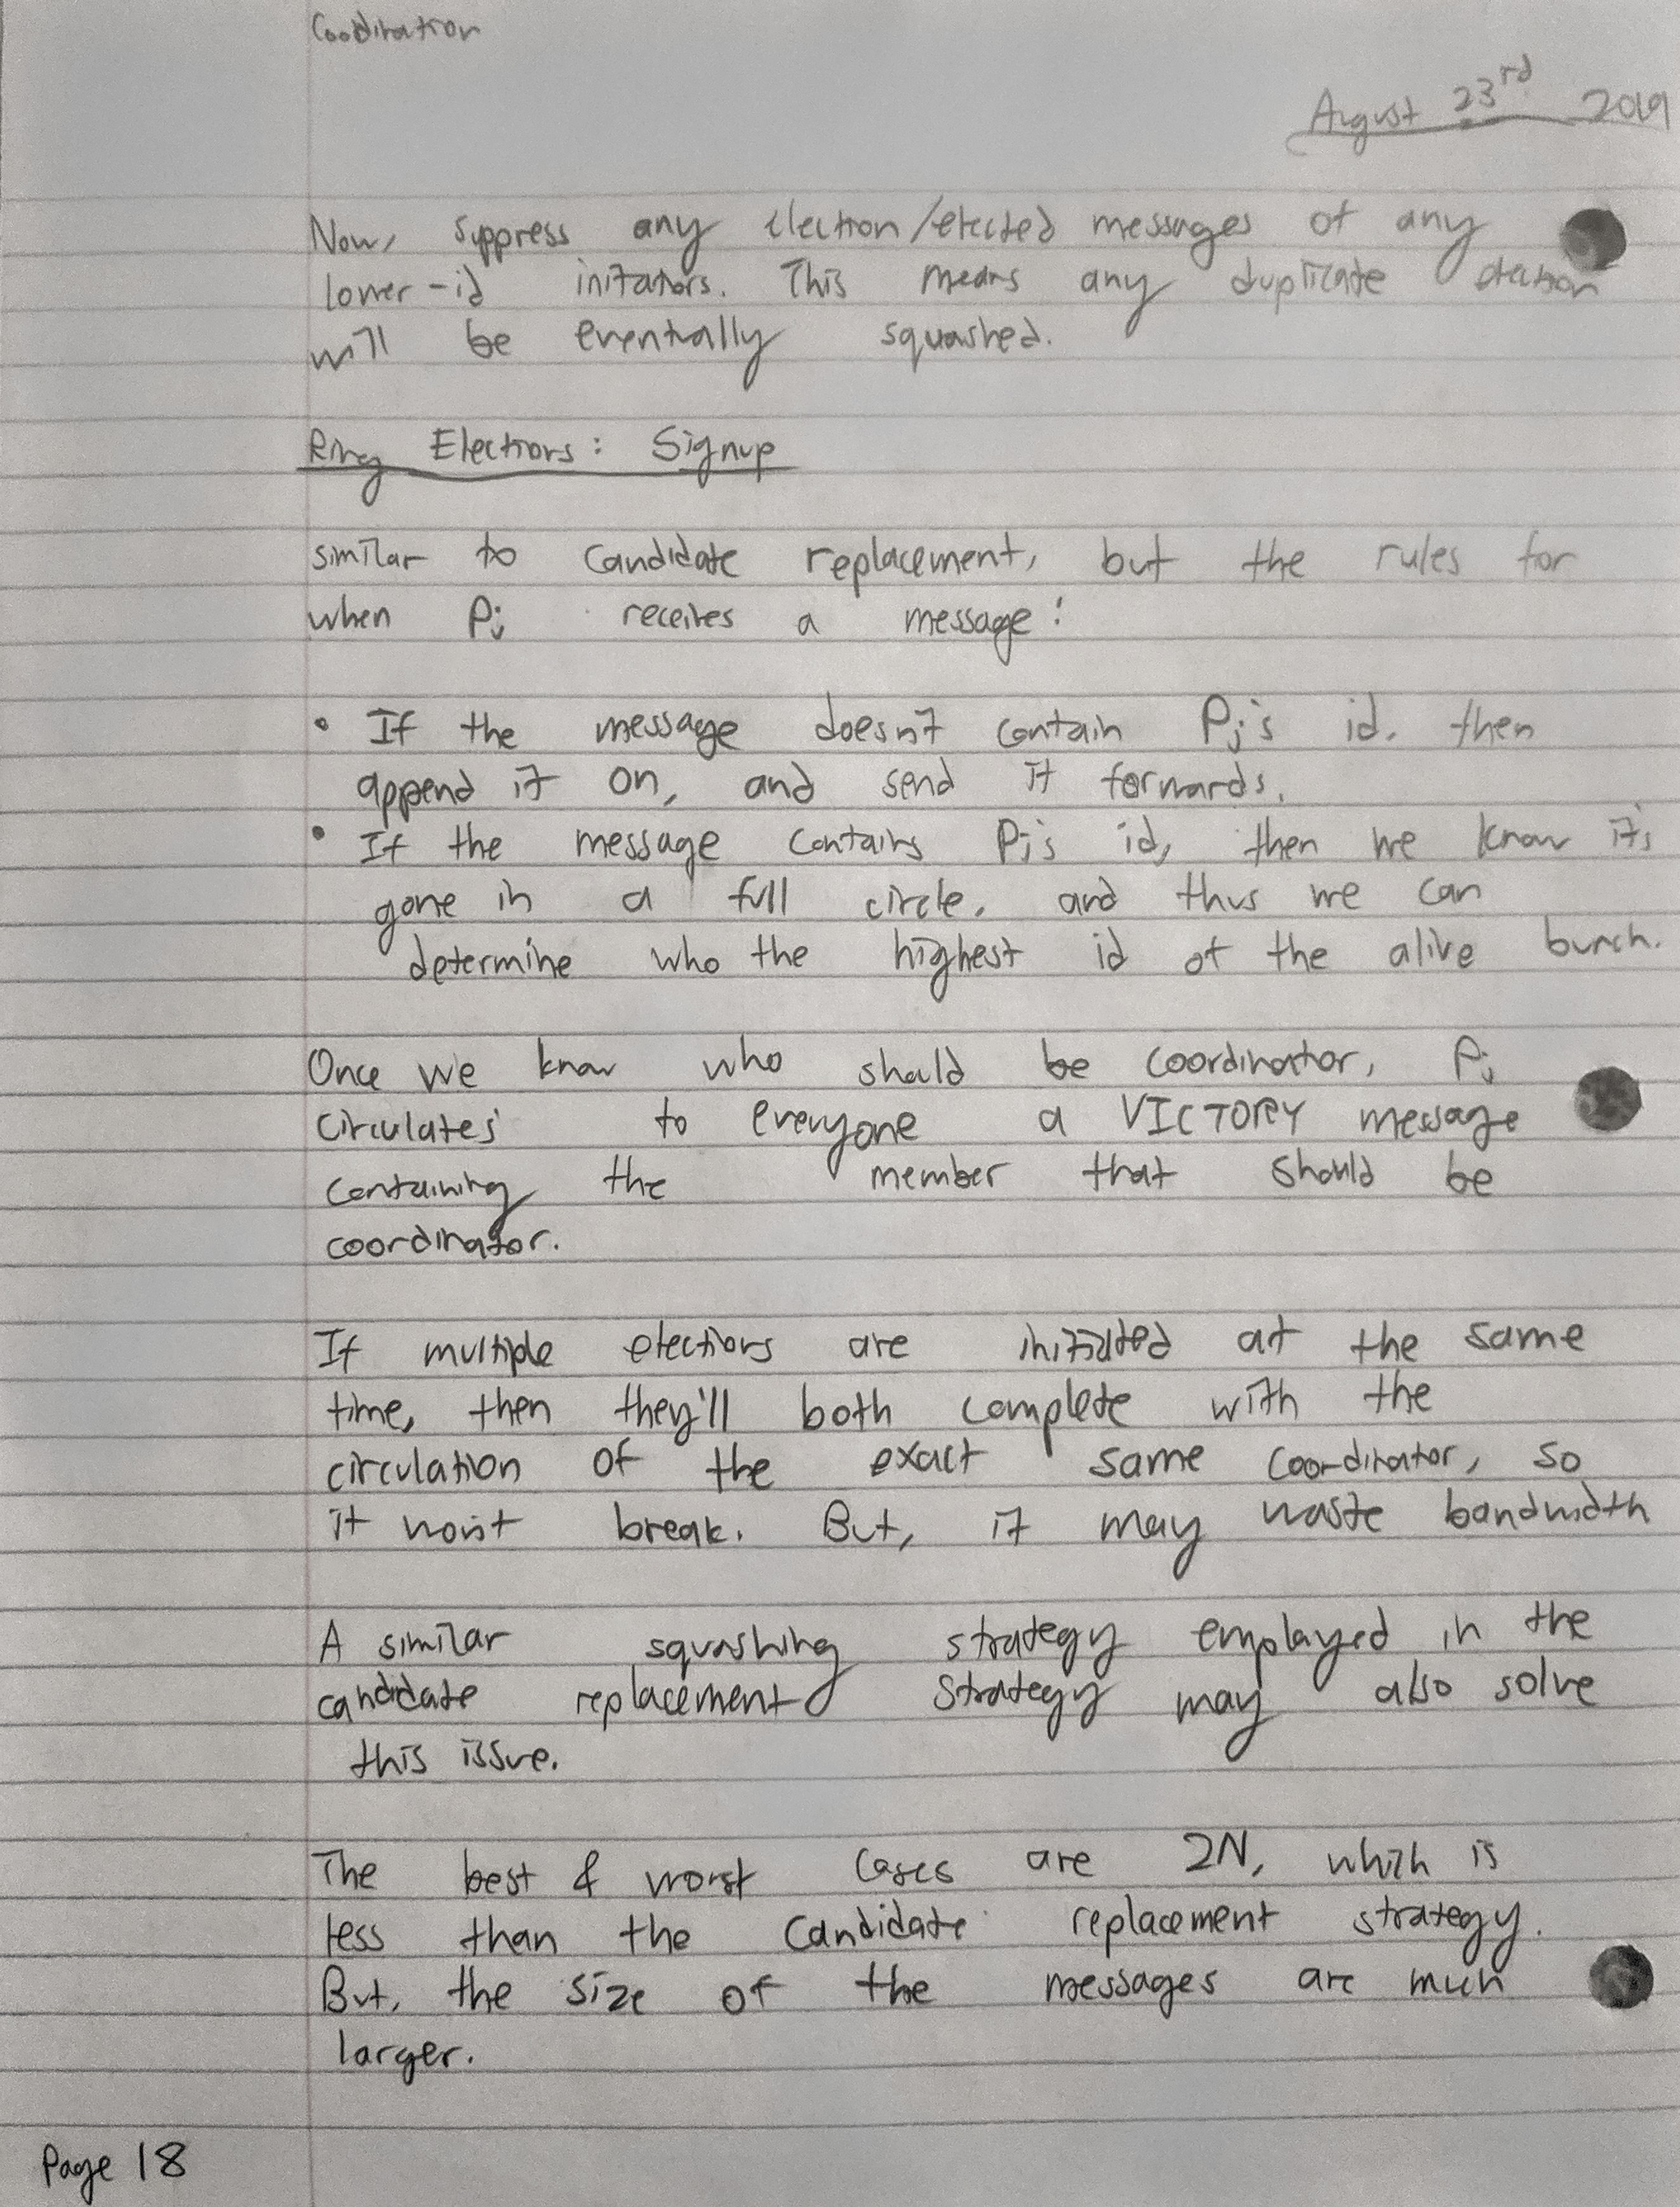 Coodination
August 23rd 2019
Now, suppress any election/elected messages of any
lower-id initators. This means any duplicate election
will be eventually squashed.
Ring Elections: Signup
similar to candidate replacement, but the rules for
when Pj receives a message:
• If the message doesn't contain Pj's id, then
append it on, and send it forwards.
• If the message contains Pj's id, then we know it's
gone in a full circle, and thus we can
determine who the highest id of the alive bunch.
Once we know who should be coordinator, Pj
circulates to everyone a VICTORY message
containing the member that should be
coordinator.
If multiple elections are initiated at the same
time, then they'll both complete with the
circulation of the exact same coordinator, so
it won't break. But, it may waste bandwidth
A similar squashing strategy employed in the
candidate replacement strategy may also solve
this issue.
The best & worst cases are 2N, which is
less than the candidate replacement strategy.
But, the size of the messages are much
larger.
Page 18